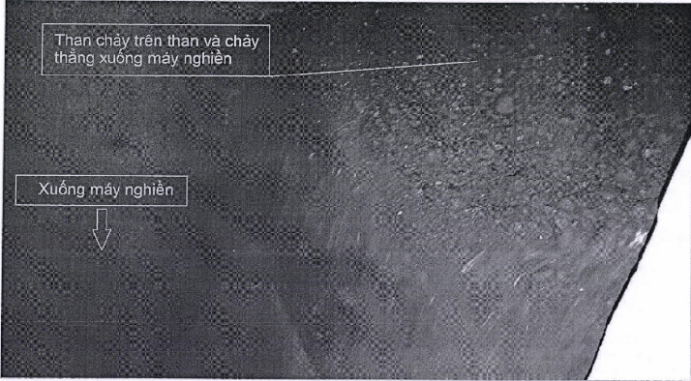 Than chảy trên than và chảy
thẳng xuống máy nghiền
Xuống máy nghiền